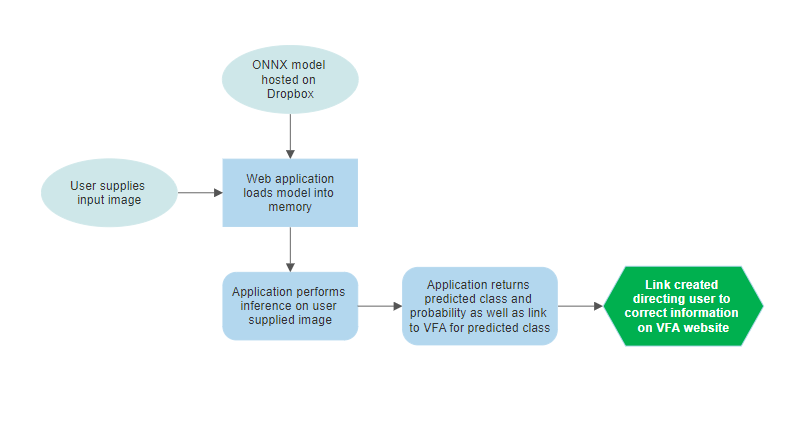 ONNX model
hosted on
Dropbox
User supplies
input image
Web application
loads model into
memory
Application performs
inference on user
supplied image
Application returns
predicted class and
probability as well as link
to VFA for predicted class
Link created
directing user to
correct information
on VFA website